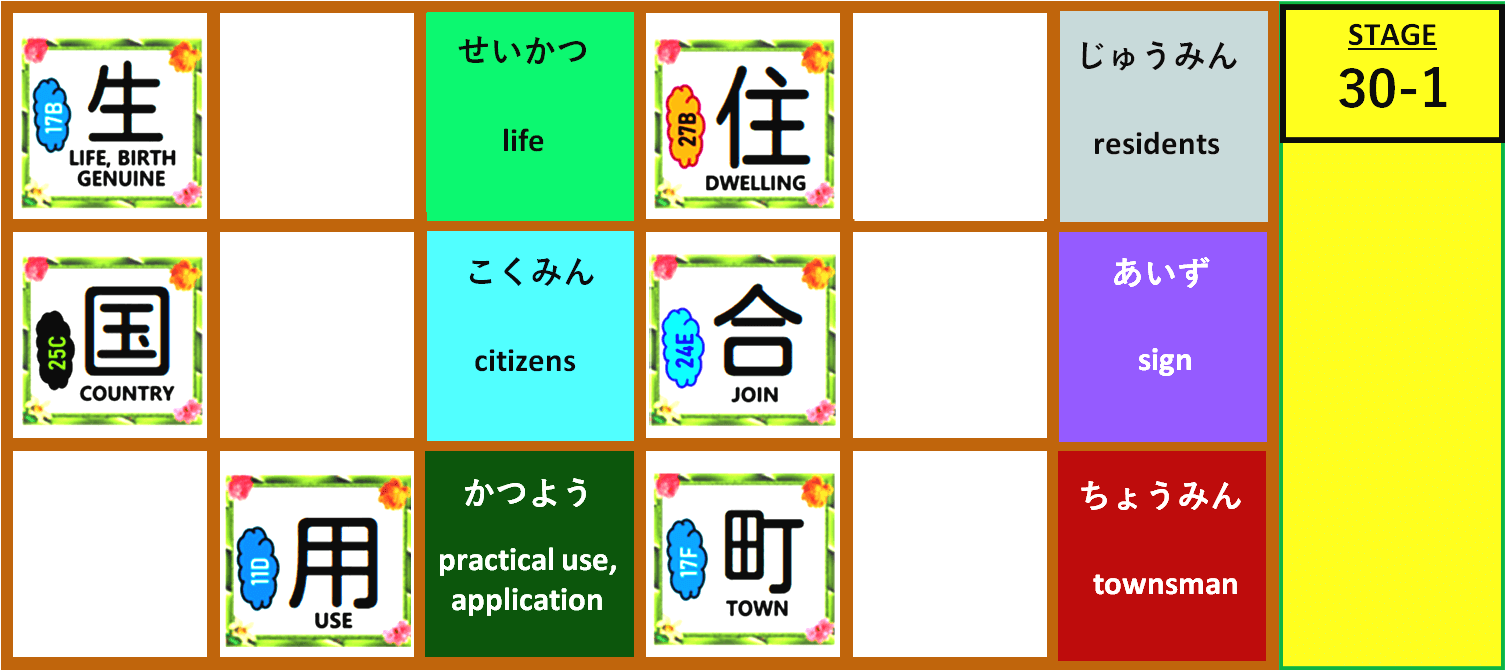 17B
生
LIFE, BIRTH
GENUINE
せいかつ
life
27B
住
DWELLING
じゅうみん
residents
STAGE
30-1
25C
国
COUNTRY
こくみん
citizens
24E
合
JOIN
あいず
sign
11D
用
USE
かつよう
practical use,
application
17F
町
TOWN
ちょうみん
townsman